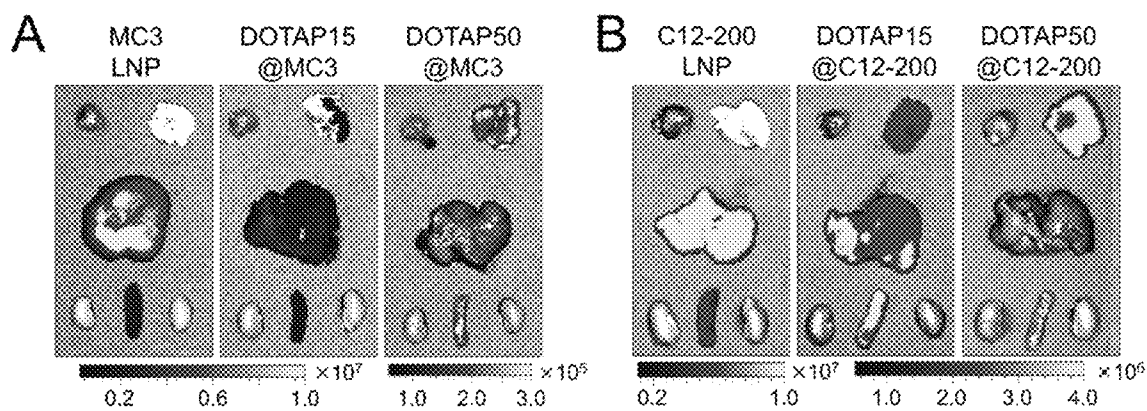 A
MC3
LNP
DOTAP15
@MC3
DOTAP50
@MC3
×10⁷
0.2 0.6 1.0
×10⁵
1.0 2.0 3.0
B
C12-200
LNP
DOTAP15
@C12-200
DOTAP50
@C12-200
×10⁷
0.2 1.0
×10⁶
1.0 2.0 3.0 4.0